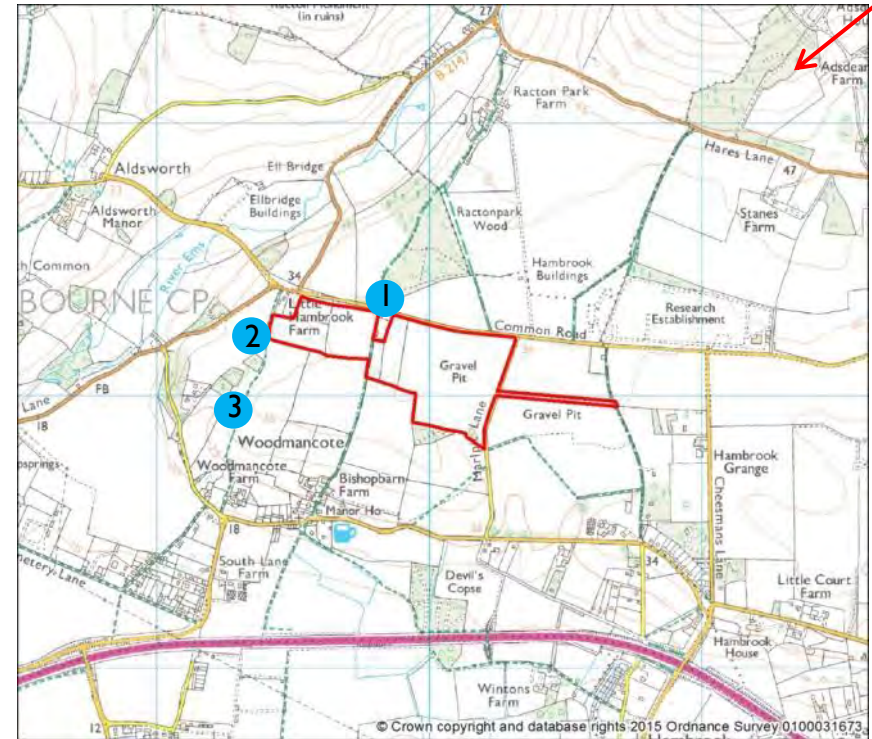 (in ruins)
27
B 2147
Racton Park
Farm
Adsdean
Farm
Hares Lane
47
Aldsworth
Ell Bridge
Aldsworth
Manor
Ellbridge
Buildings
River Ems
Ractonpark
Wood
Stanes
Farm
Hambrook
Buildings
Common
34
BOURNE CP
Little
Hambrook
Farm
1
2
3
Common Road
Research
Establishment
Gravel
Pit
Gravel Pit
Lane
FB
18
Woodmancote
Woodmancote
Farm
Bishopbarn
Farm
Manor Ho
18
Hambrook
Grange
Cheesmans Lane
South Lane
Farm
Devil's
Copse
34
Little Court
Farm
Hambrook
House
Wintons
Farm
12
© Crown copyright and database rights 2015 Ordnance Survey 0100031673